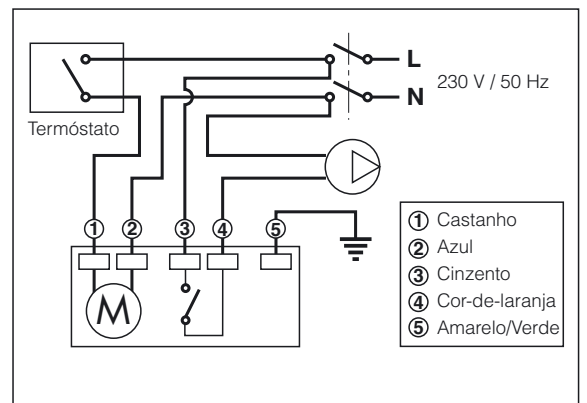 L
230 V / 50 Hz
N
Termóstato
1 2 3 4 5
M
① Castanho
② Azul
③ Cinzento
④ Cor-de-laranja
⑤ Amarelo/Verde